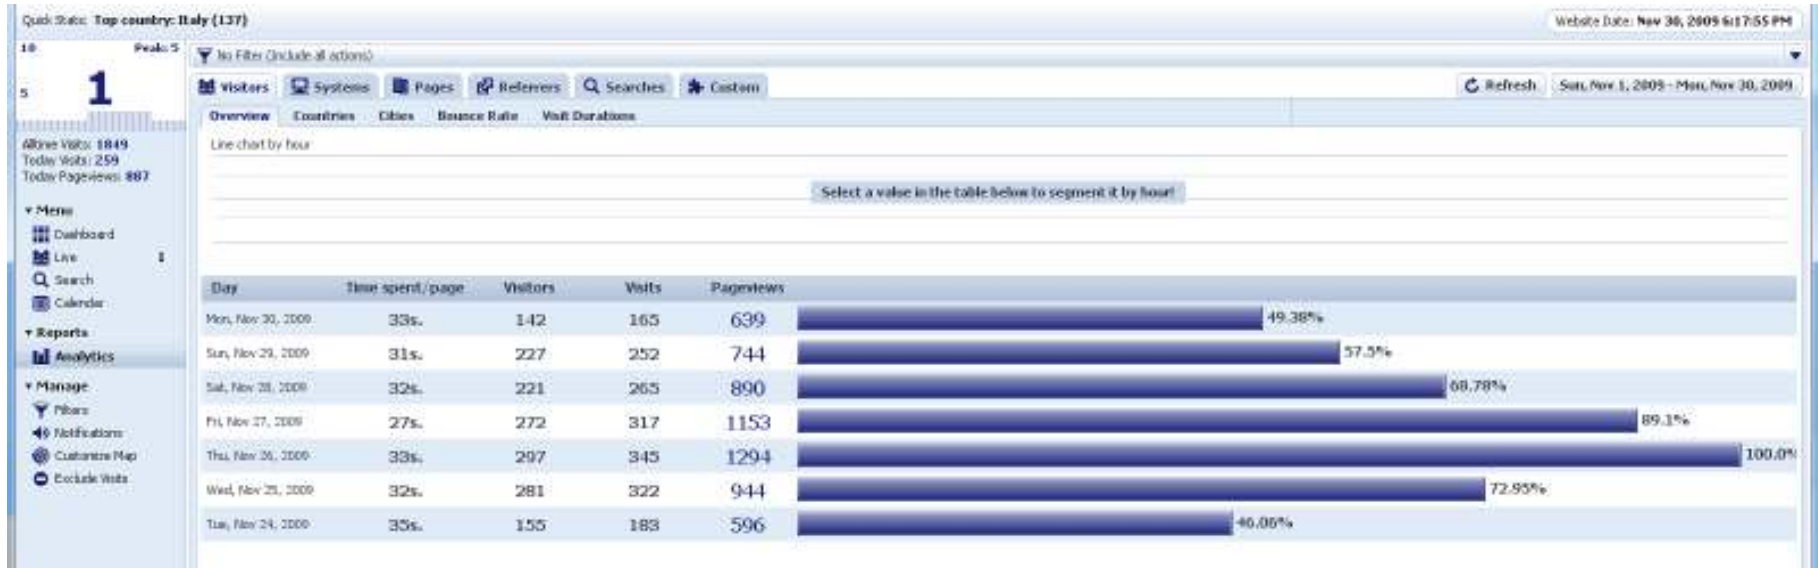 Quick Stats: Top country: Italy (137)
Website Date: Nov 30, 2009 6:17:55 PM
10 Peak: 5
5 1
No Filter (Include all actions)
Visitors Systems Pages Referrers Searches Custom
Refresh Sun, Nov 1, 2009 - Mon, Nov 30, 2009
Overview Countries Cities Bounce Rate Visit Durations
Alltime Visits: 1849
Today Visits: 259
Today Pageviews: 887
Menu
Dashboard
Live 1
Search
Calendar
Reports
Analytics
Manage
Filters
Notifications
Customize Map
Exclude Visits
Line chart by hour
Select a value in the table below to segment it by hour!
Day Time spent/page Visitors Visits Pageviews
Mon, Nov 30, 2009 33s. 142 165 639 49.38%
Sun, Nov 29, 2009 31s. 227 252 744 57.5%
Sat, Nov 28, 2009 32s. 221 265 890 68.78%
Fri, Nov 27, 2009 27s. 272 317 1153 89.1%
Thu, Nov 26, 2009 33s. 297 345 1294 100.0%
Wed, Nov 25, 2009 32s. 281 322 944 72.95%
Tue, Nov 24, 2009 35s. 155 183 596 46.06%